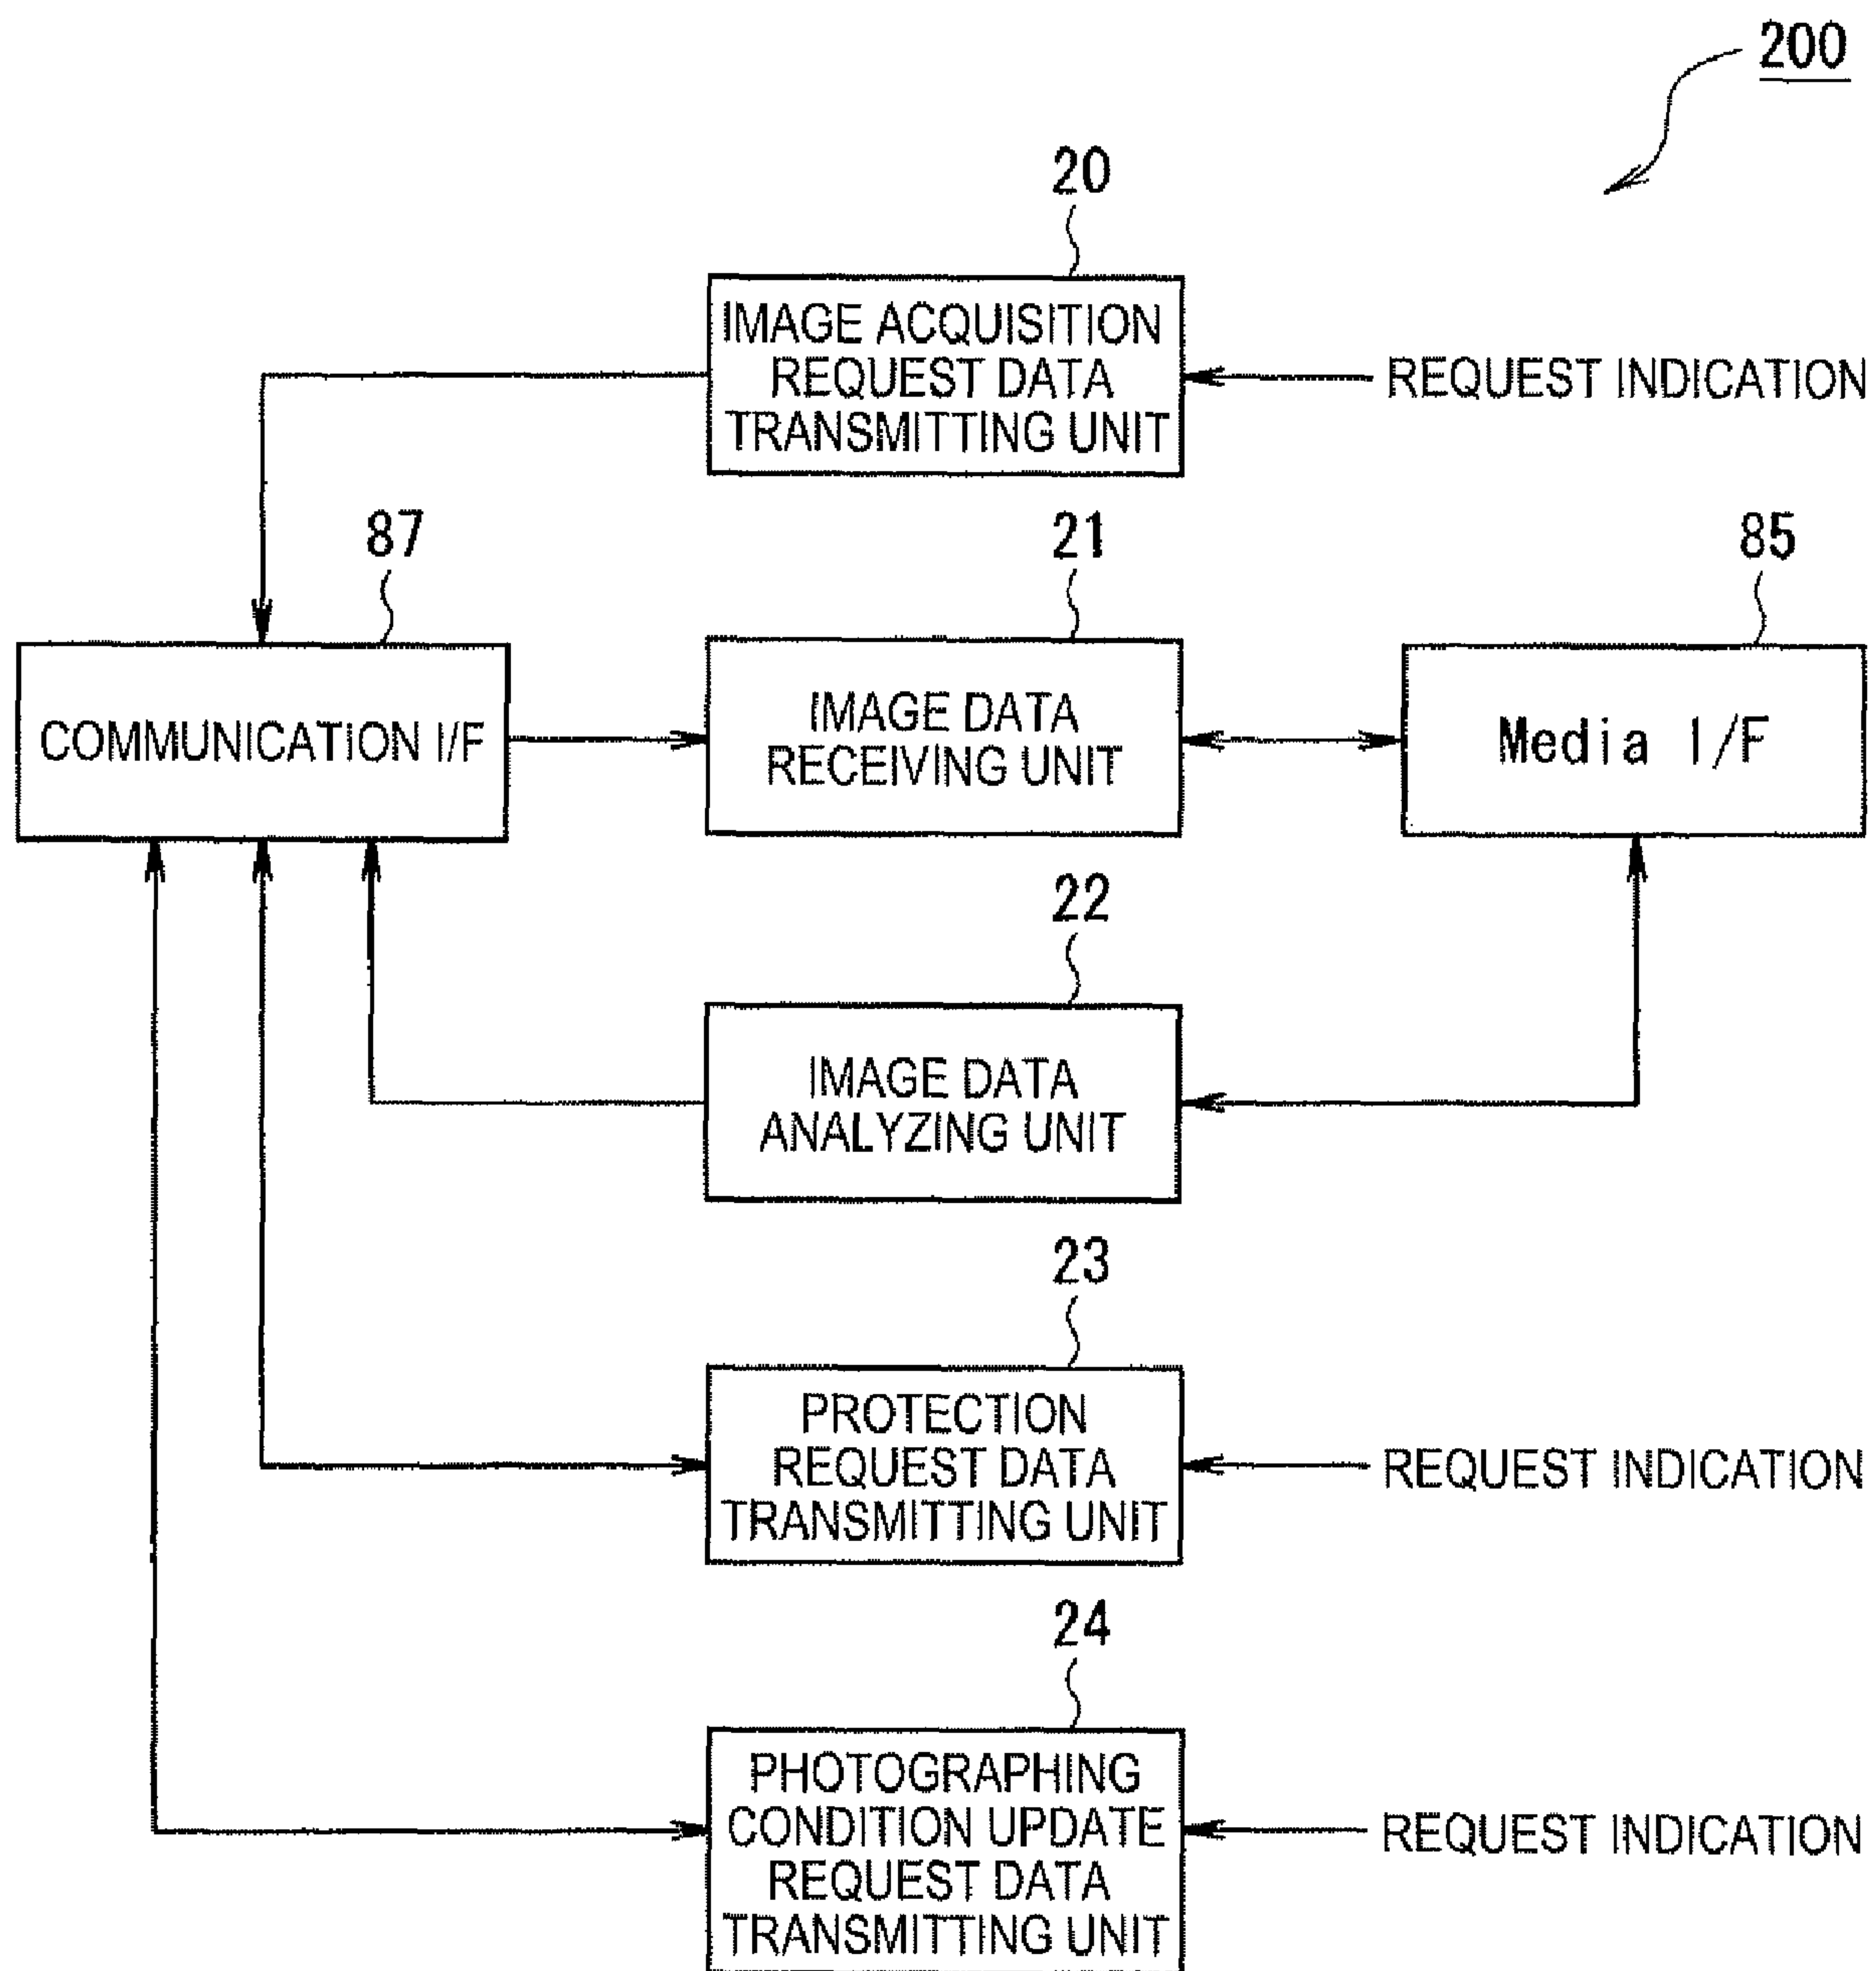 200
20
IMAGE ACQUISITION
REQUEST DATA
TRANSMITTING UNIT
REQUEST INDICATION
87
COMMUNICATION I/F
21
IMAGE DATA
RECEIVING UNIT
85
Media I/F
22
IMAGE DATA
ANALYZING UNIT
23
PROTECTION
REQUEST DATA
TRANSMITTING UNIT
REQUEST INDICATION
24
PHOTOGRAPHING
CONDITION UPDATE
REQUEST DATA
TRANSMITTING UNIT
REQUEST INDICATION